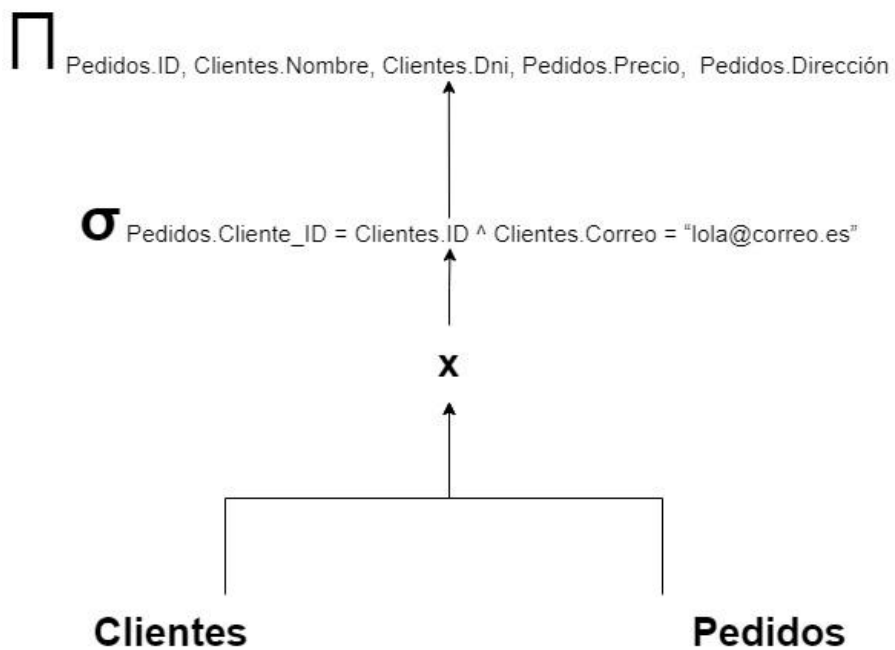 ∏ Pedidos.ID, Clientes.Nombre, Clientes.Dni, Pedidos.Precio, Pedidos.Dirección
σ Pedidos.Cliente_ID = Clientes.ID ^ Clientes.Correo = “lola@correo.es”
x
Clientes Pedidos